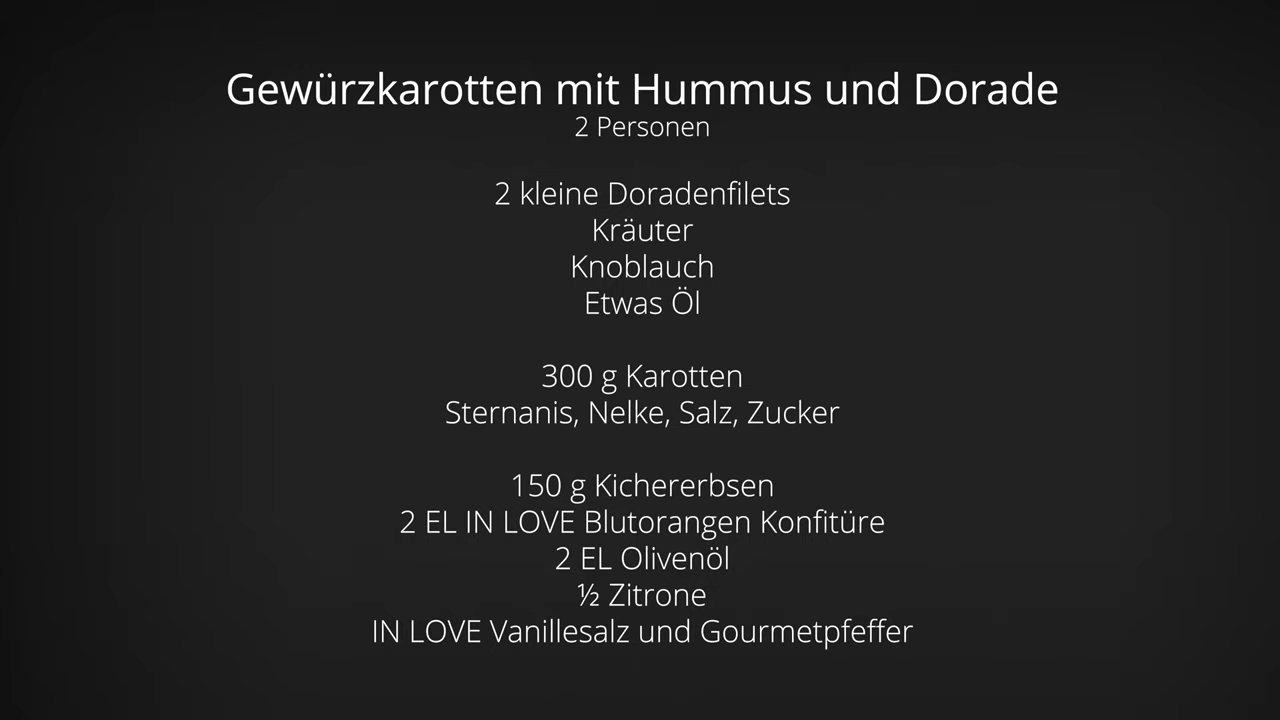 Gewürzkarotten mit Hummus und Dorade
2 Personen
2 kleine Doradenfilets
Kräuter
Knoblauch
Etwas Öl
300 g Karotten
Sternanis, Nelke, Salz, Zucker
150 g Kichererbsen
2 EL IN LOVE Blutorangen Konfitüre
2 EL Olivenöl
½ Zitrone
IN LOVE Vanillesalz und Gourmetpfeffer